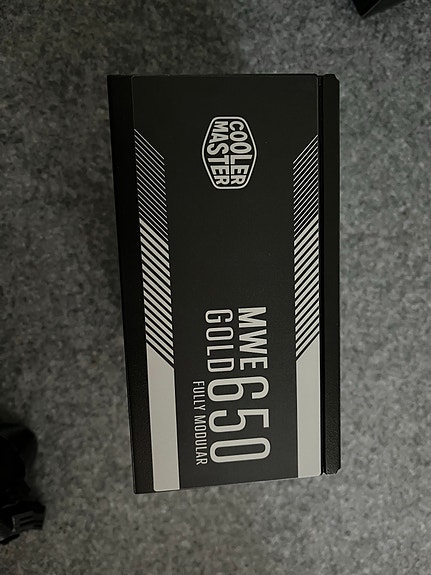 COOLER
MASTER
MWE
GOLD
650
FULLY MODULAR